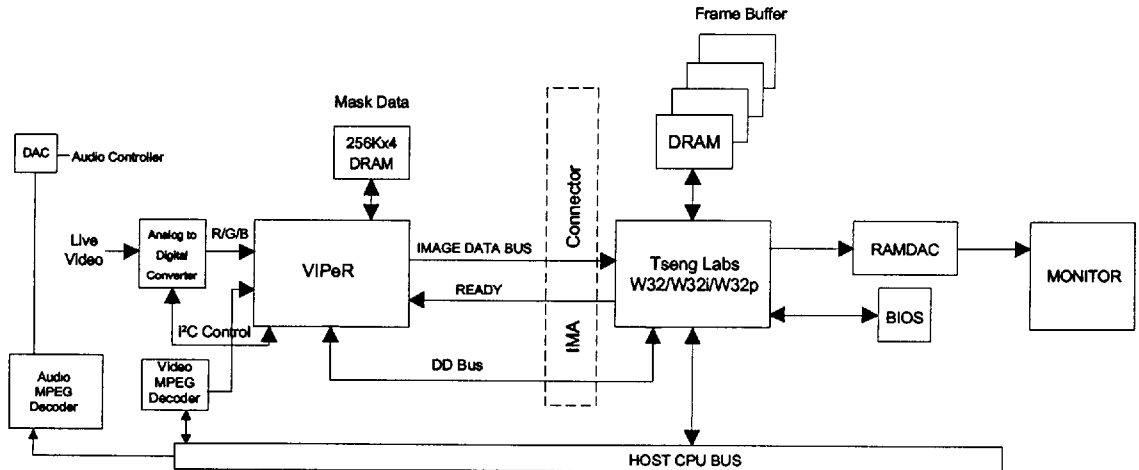 Frame Buffer
Mask Data
DAC
Audio Controller
256Kx4
DRAM
DRAM
Connector
IMA
Live
Video
Analog to
Digital
Converter
R/G/B
VIPeR
IMAGE DATA BUS
READY
Tseng Labs
W32/W32i/W32p
RAMDAC
MONITOR
BIOS
I²C Control
DD Bus
Audio
MPEG
Decoder
Video
MPEG
Decoder
HOST CPU BUS